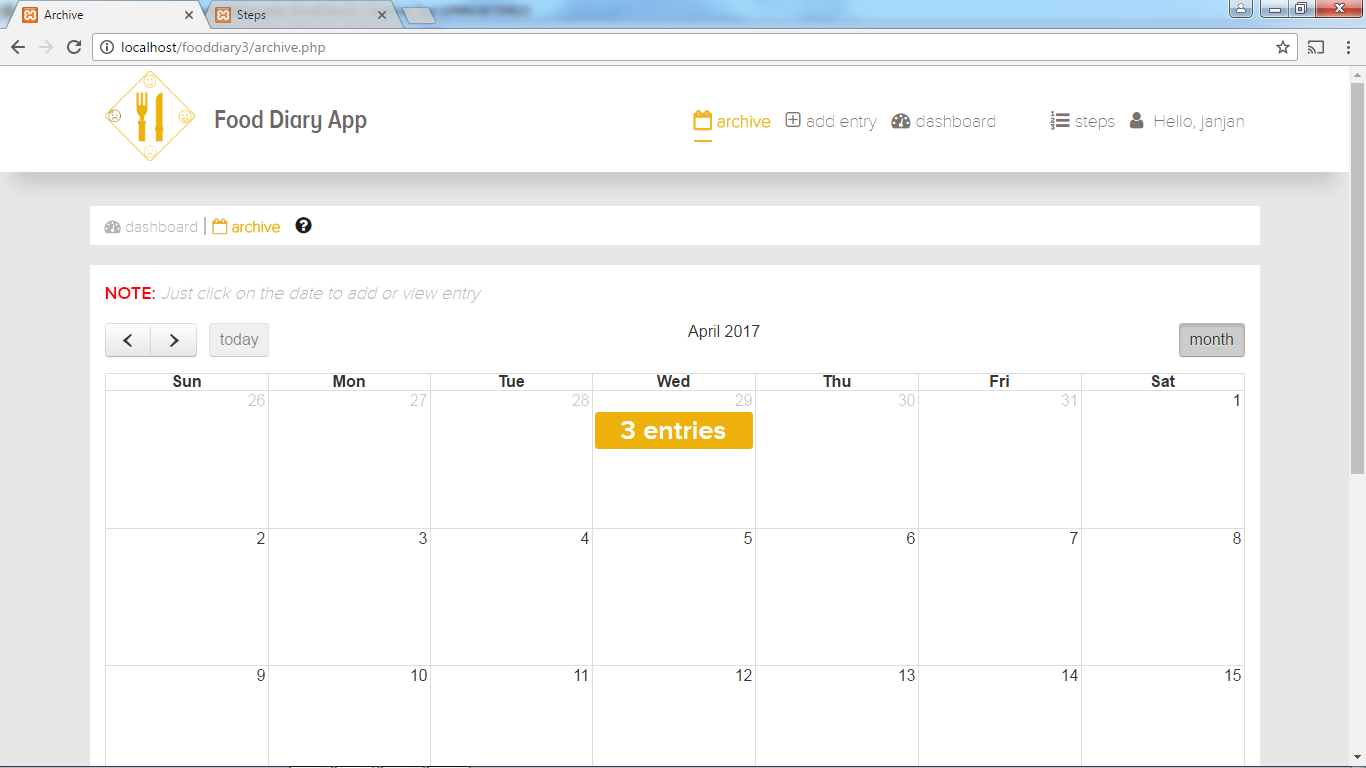 Archive
Steps
localhost/fooddiary3/archive.php
Food Diary App
archive add entry dashboard steps Hello, janjan
dashboard | archive ?
NOTE: Just click on the date to add or view entry
today April 2017 month
Sun Mon Tue Wed Thu Fri Sat
26 27 28 29 30 31 1
3 entries
2 3 4 5 6 7 8
9 10 11 12 13 14 15